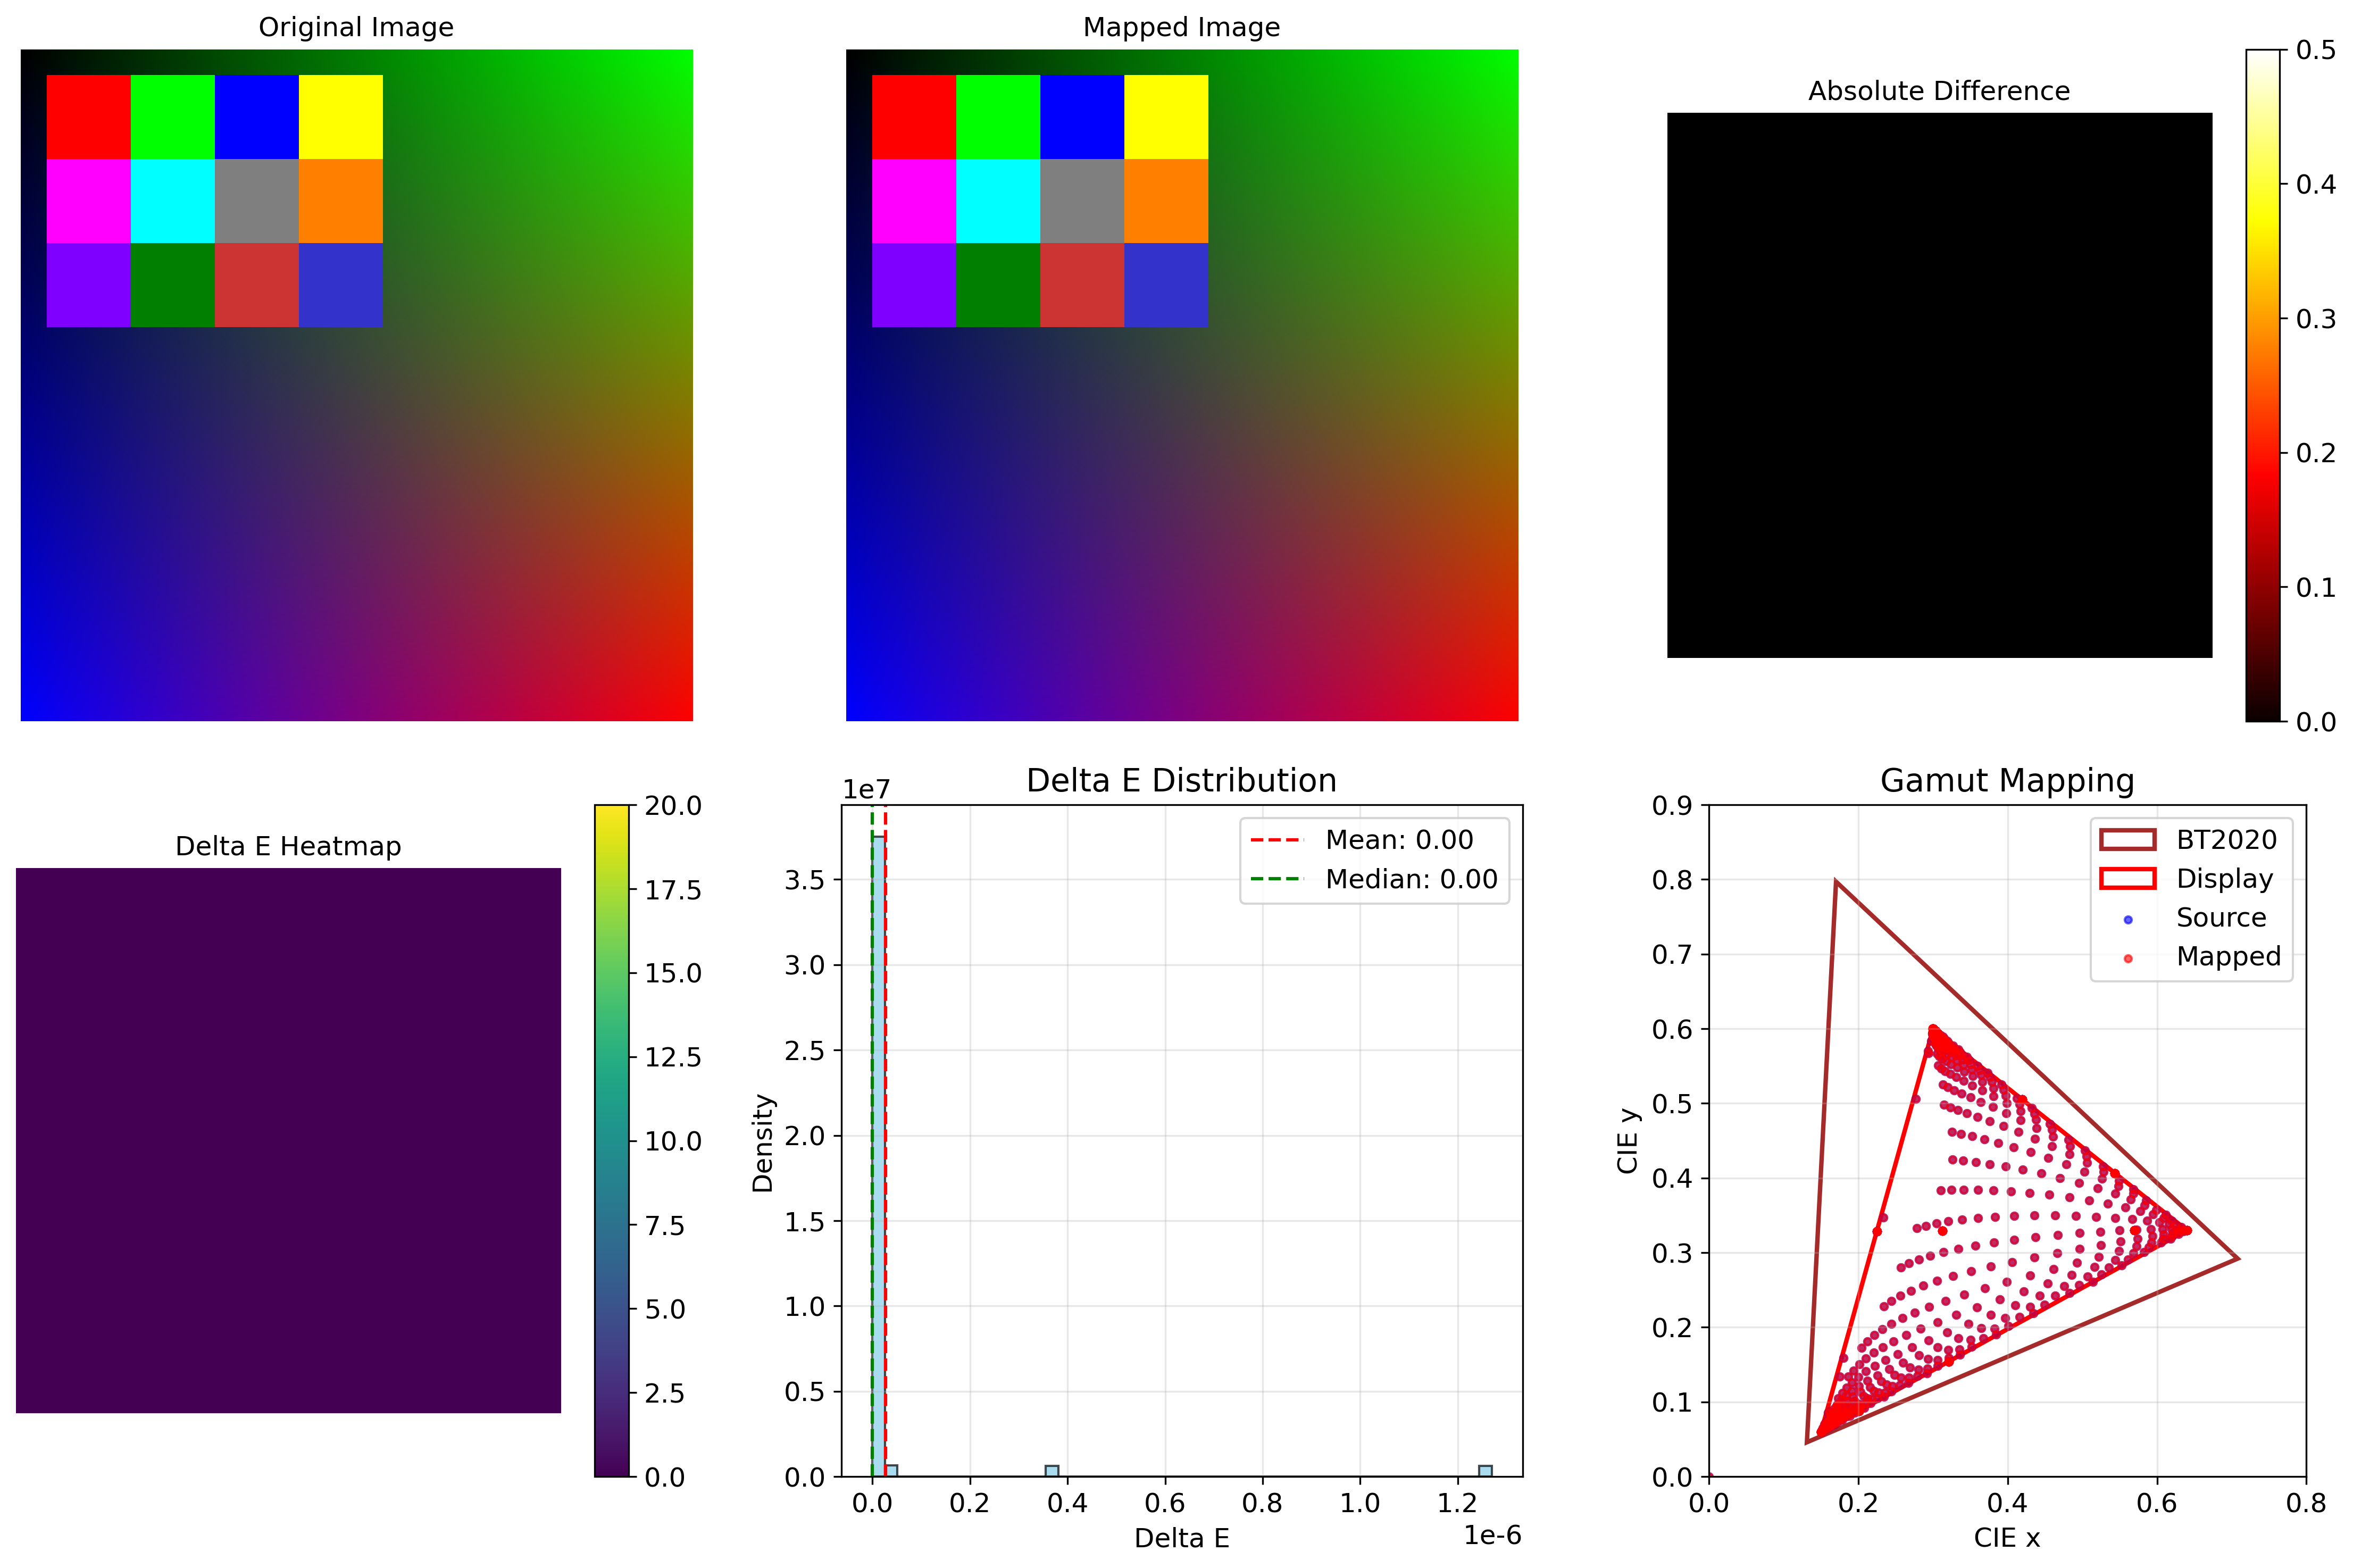 Original Image
Mapped Image
Absolute Difference
0.5
0.4
0.3
0.2
0.1
0.0
Delta E Heatmap
20.0
17.5
15.0
12.5
10.0
7.5
5.0
2.5
0.0
Delta E Distribution
1e7
Density
3.5
3.0
2.5
2.0
1.5
1.0
0.5
0.0
Mean: 0.00
Median: 0.00
0.0 0.2 0.4 0.6 0.8 1.0 1.2
1e-6
Delta E
Gamut Mapping
CIE y
0.9
0.8
0.7
0.6
0.5
0.4
0.3
0.2
0.1
0.0
BT2020
Display
Source
Mapped
0.0 0.2 0.4 0.6 0.8
CIE x